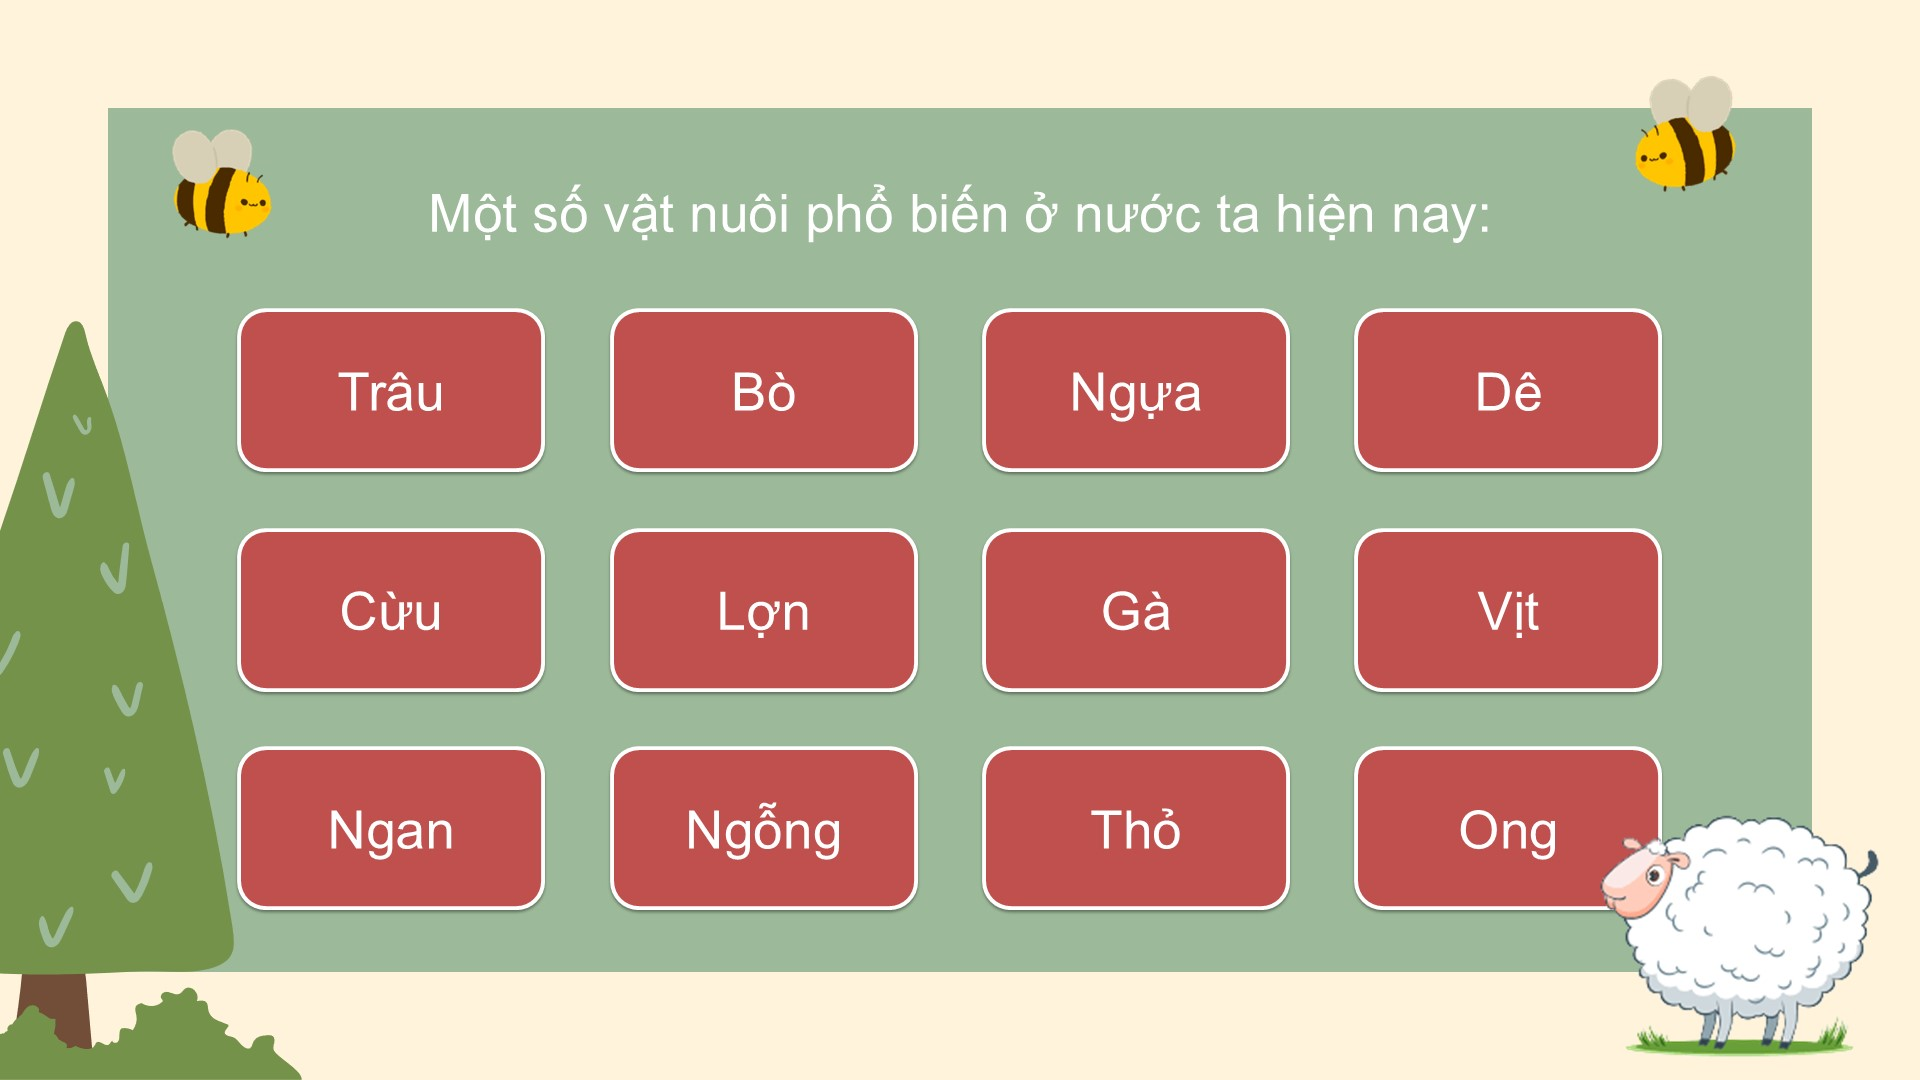 Một số vật nuôi phổ biến ở nước ta hiện nay:
Trâu
Bò
Ngựa
Dê
Cừu
Lợn
Gà
Vịt
Ngan
Ngỗng
Thỏ
Ong